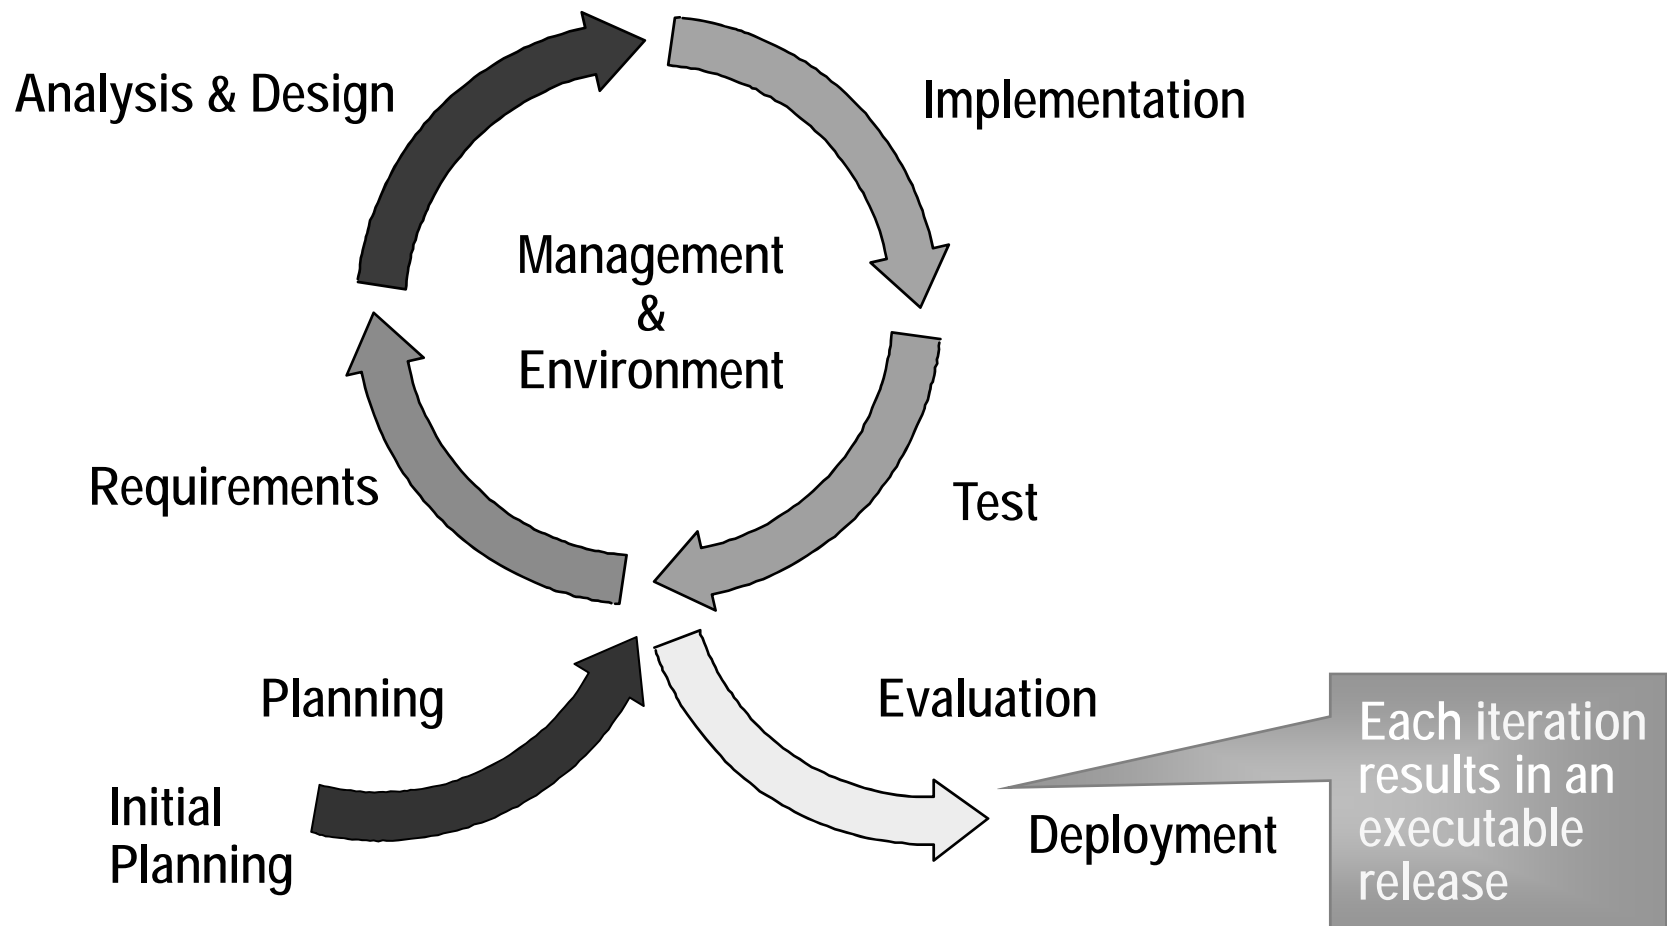 Analysis & Design
Implementation
Management
&
Environment
Requirements
Test
Planning
Evaluation
Initial
Planning
Deployment
Each iteration
results in an
executable
release